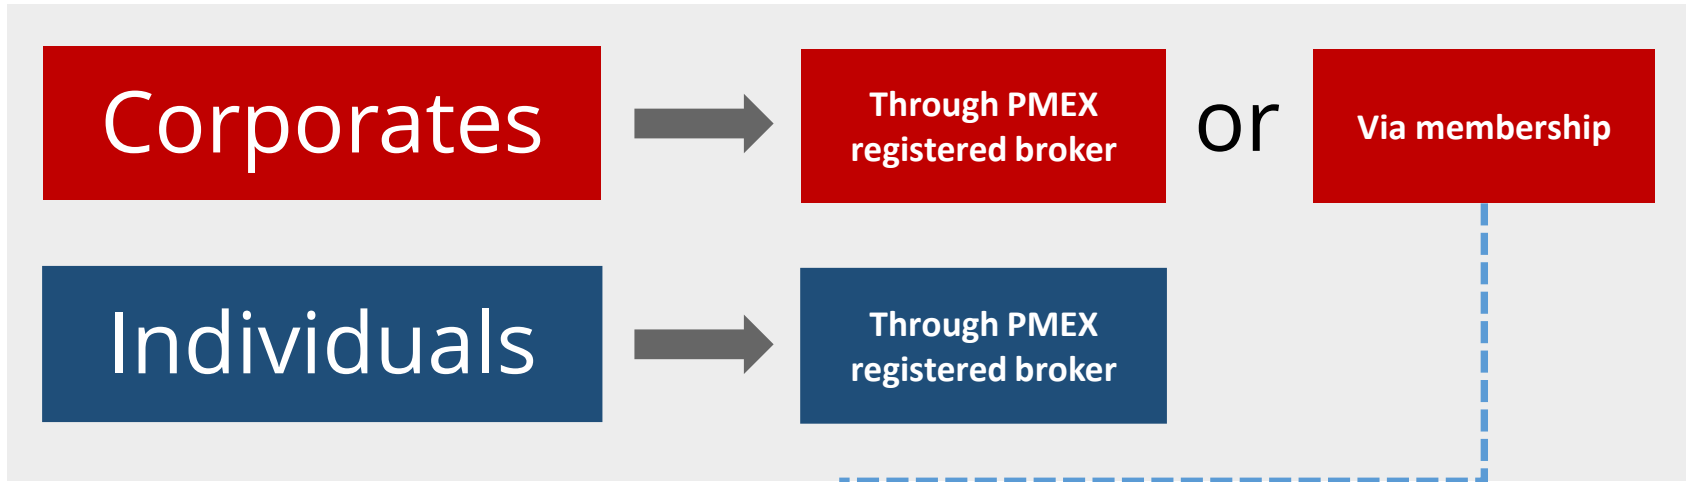 Corporates
Through PMEX
registered broker
or
Via membership
Individuals
Through PMEX
registered broker